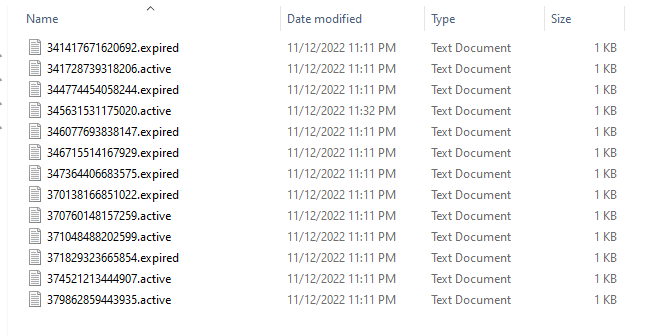 Name Date modified Type Size
341417671620692.expired 11/12/2022 11:11 PM Text Document 1 KB
341728739318206.active 11/12/2022 11:11 PM Text Document 1 KB
344774454058244.expired 11/12/2022 11:11 PM Text Document 1 KB
345631531175020.active 11/12/2022 11:32 PM Text Document 1 KB
346077693838147.expired 11/12/2022 11:11 PM Text Document 1 KB
346715514167929.expired 11/12/2022 11:11 PM Text Document 1 KB
347364406683575.expired 11/12/2022 11:11 PM Text Document 1 KB
370138166851022.expired 11/12/2022 11:11 PM Text Document 1 KB
370760148157259.active 11/12/2022 11:11 PM Text Document 1 KB
371048488202599.active 11/12/2022 11:11 PM Text Document 1 KB
371829323665854.expired 11/12/2022 11:11 PM Text Document 1 KB
374521213444907.active 11/12/2022 11:11 PM Text Document 1 KB
379862859443935.active 11/12/2022 11:11 PM Text Document 1 KB